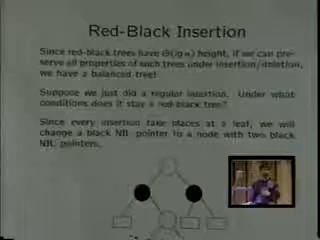 Red-Black Insertion
Since red-black trees have Θ(lg n) height, if we can pre-
serve all properties of such trees under insertion/deletion,
we have a balanced tree!
Suppose we just did a regular insertion. Under what
conditions does it stay a red-black tree?
Since every insertion take places at a leaf, we will
change a black NIL pointer to a node with two black
NIL pointers.